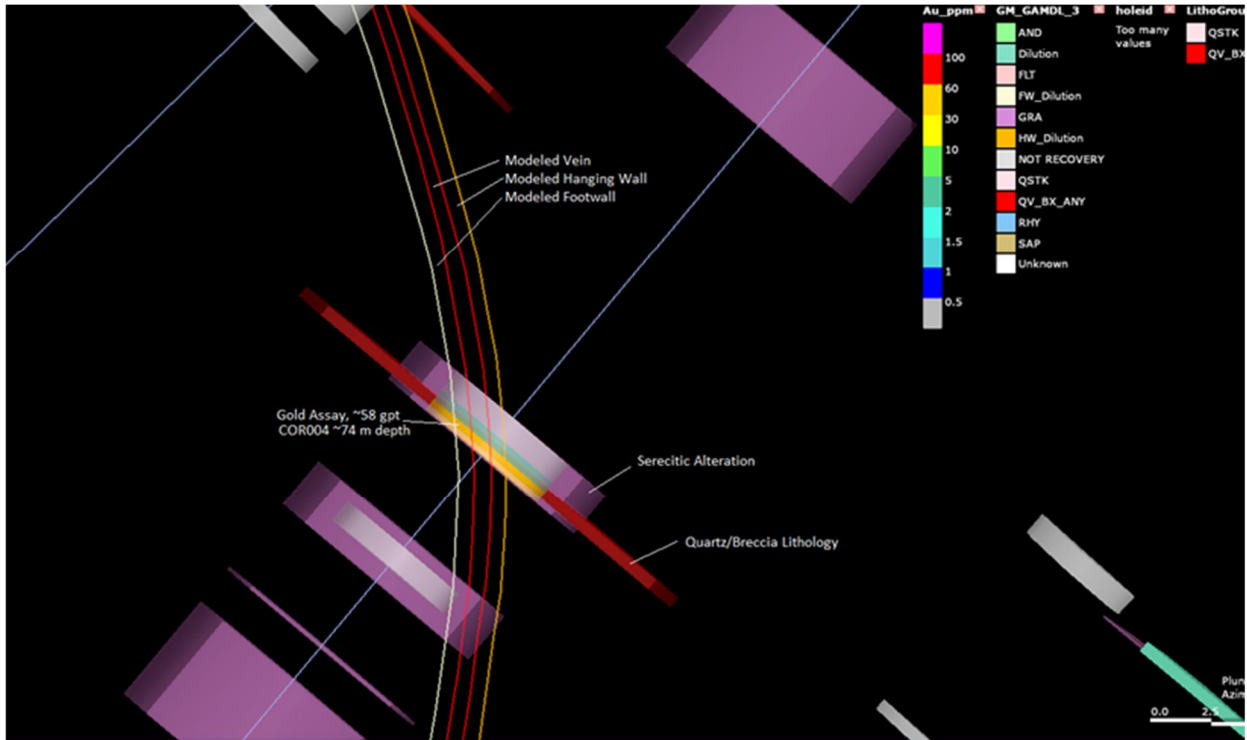 Au_ppm GM_GAMDL_3 holeid LithoGrou
100
60
30
10
5
2
1.5
1
0.5
AND
Dilution
FLT
FW_Dilution
GRA
HW_Dilution
NOT RECOVERY
QSTK
QV_BX_ANY
RHY
SAP
Unknown
Too many
values
QSTK
QV_BX
Modeled Vein
Modeled Hanging Wall
Modeled Footwall
Gold Assay, ~58 gpt
COR004 ~74 m depth
Serecitic Alteration
Quartz/Breccia Lithology
Plun
Azim
0.0 2.5